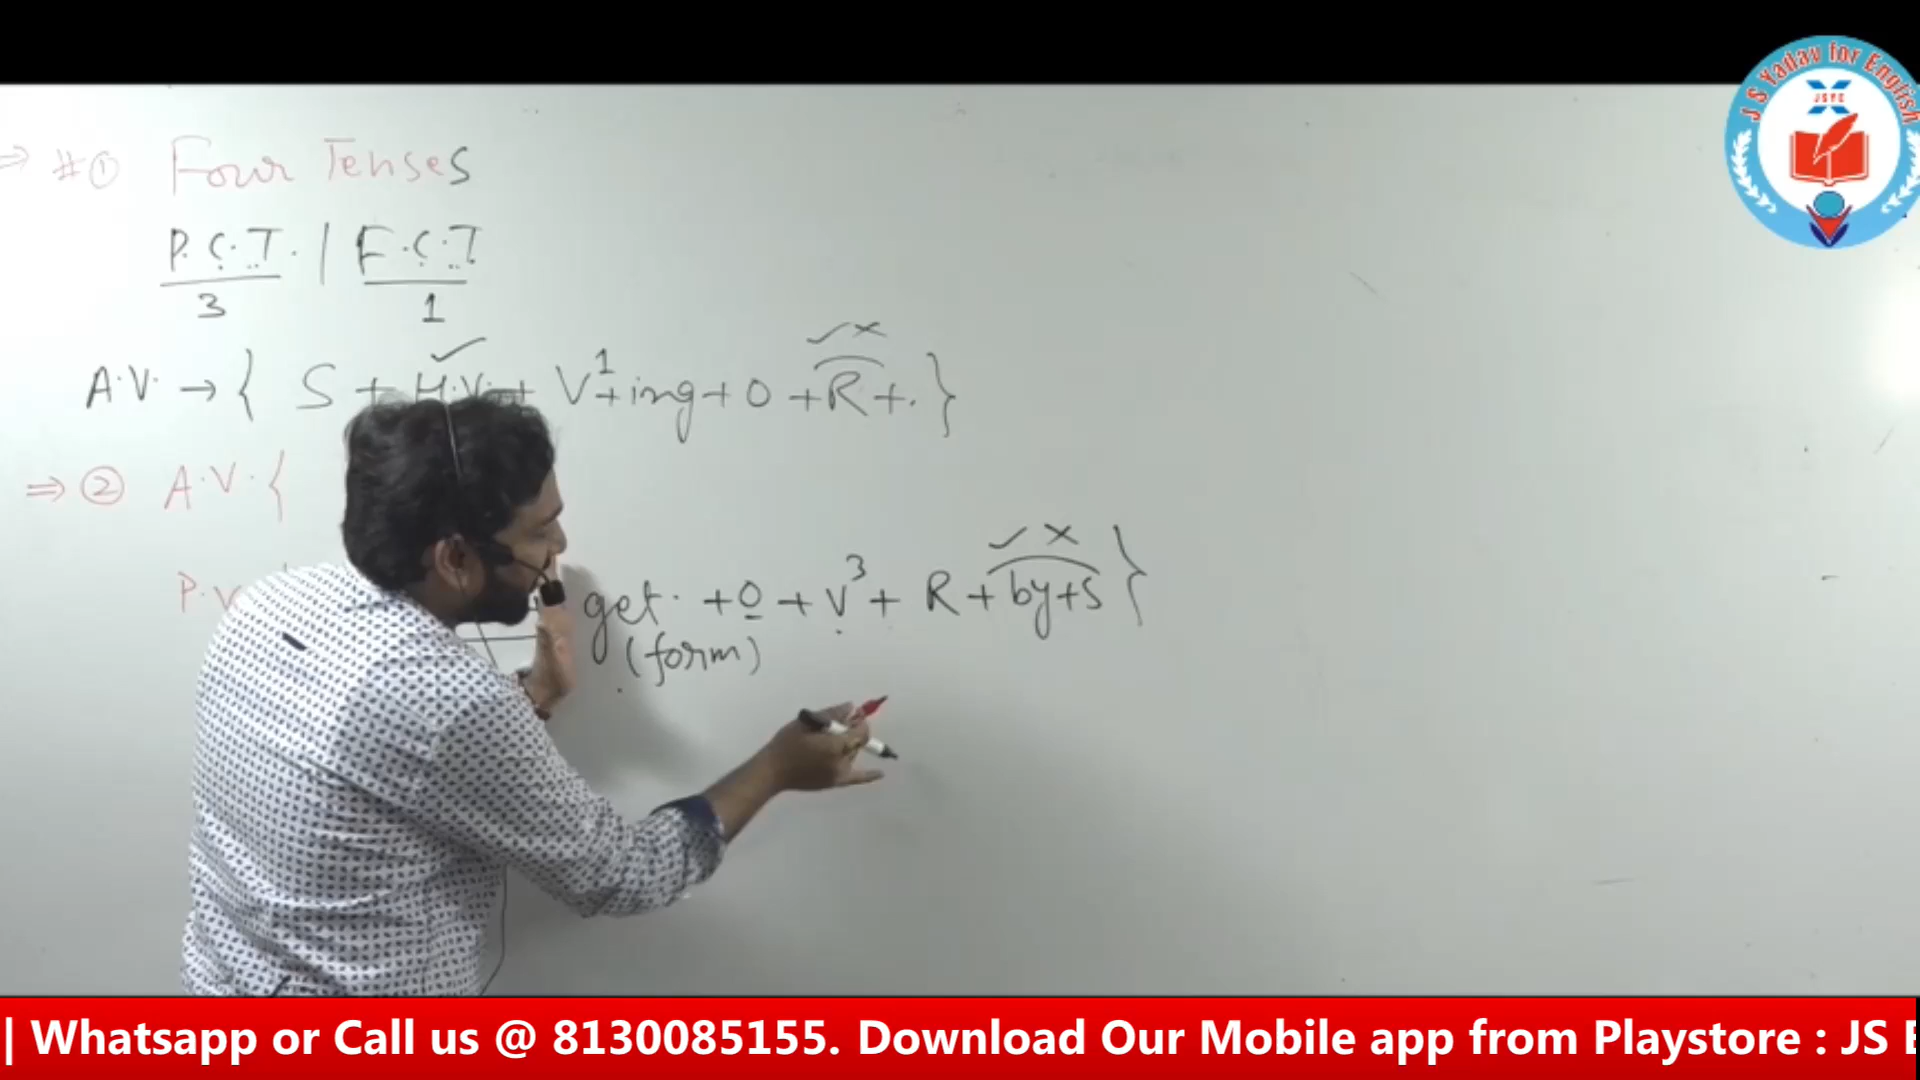 J S Yadav for English
JSYE
⇒ #① Four Tenses
P.C.T. | F.C.T
3 1
✓ ✓×
A.V. → { S + H.V. + V¹+ing + O + R + . }
⇒ ② A.V. {
✓ ×
P.V get. + O + V³ + R + by+S }
(form)
| Whatsapp or Call us @ 8130085155. Download Our Mobile app from Playstore : JS